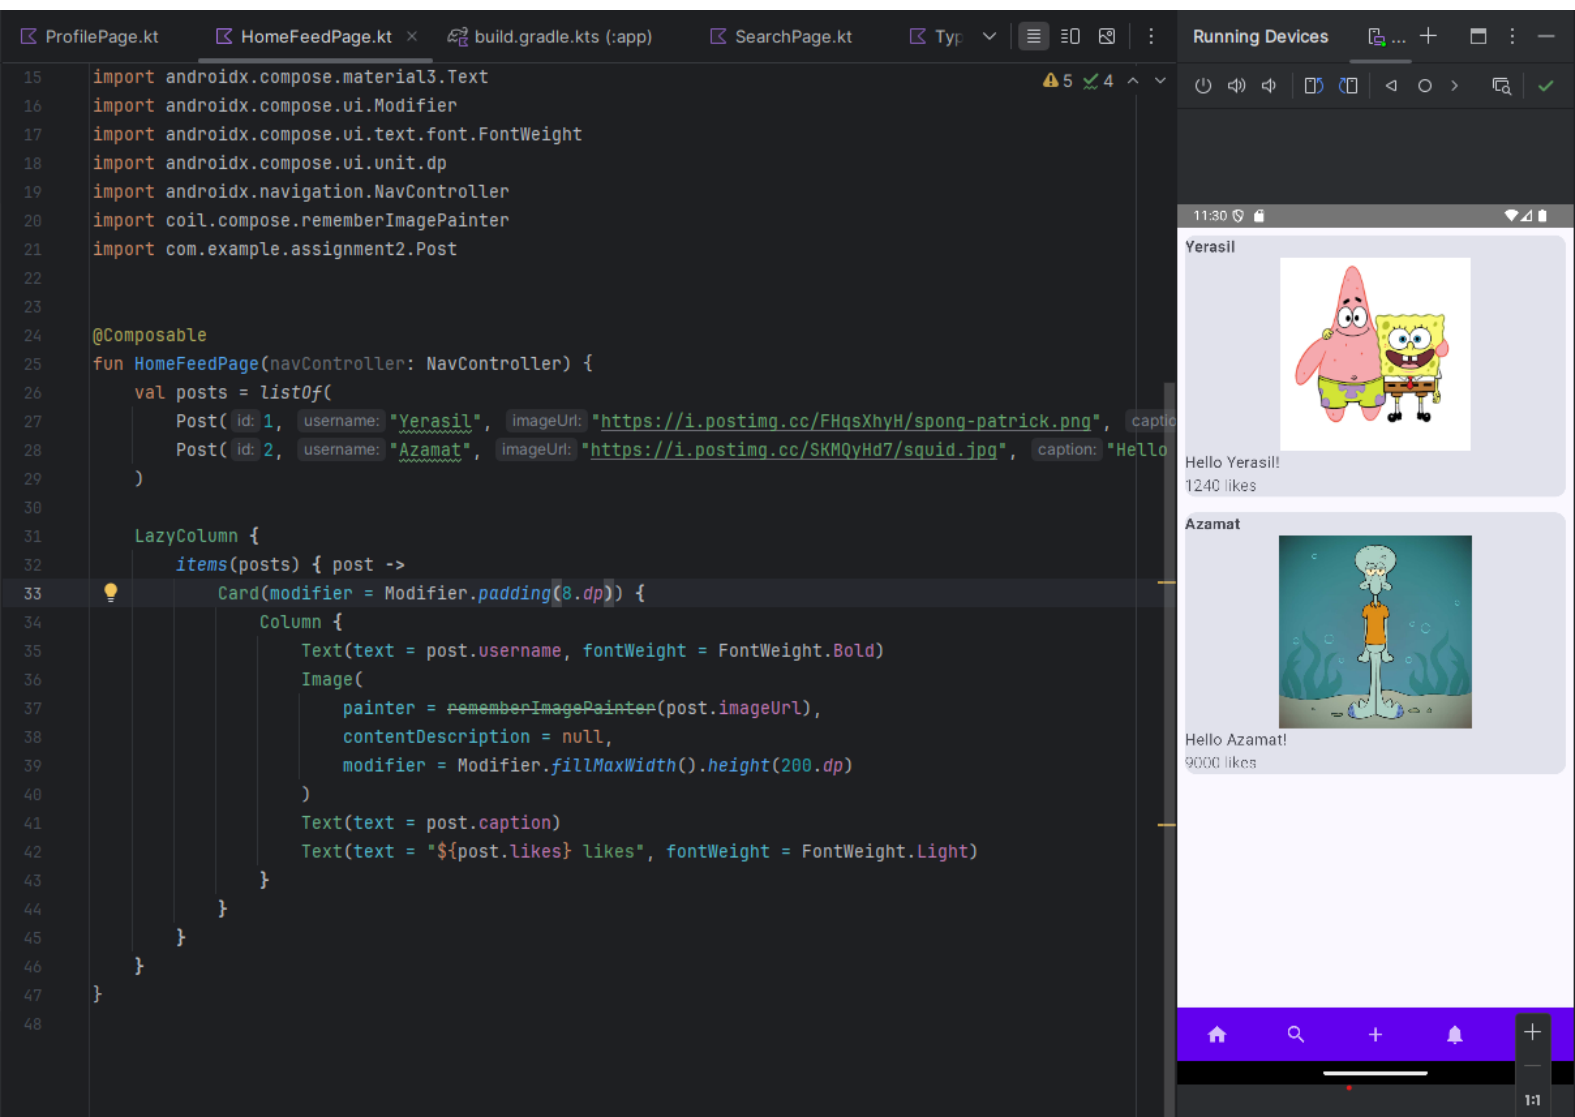 ProfilePage.kt HomeFeedPage.kt build.gradle.kts (:app) SearchPage.kt Typ Running Devices ...
15 import androidx.compose.material3.Text 5 4
16 import androidx.compose.ui.Modifier
17 import androidx.compose.ui.text.font.FontWeight
18 import androidx.compose.ui.unit.dp
19 import androidx.navigation.NavController
20 import coil.compose.rememberImagePainter
21 import com.example.assignment2.Post
22
23
24 @Composable
25 fun HomeFeedPage(navController: NavController) {
26 val posts = listOf(
27 Post( id: 1, username: "Yerasil", imageUrl: "https://i.postimg.cc/FHqsXhyH/spong-patrick.png", captio
28 Post( id: 2, username: "Azamat", imageUrl: "https://i.postimg.cc/SKMQyHd7/squid.jpg", caption: "Hello
29 )
30
31 LazyColumn {
32 items(posts) { post ->
33 Card(modifier = Modifier.padding(8.dp)) {
34 Column {
35 Text(text = post.username, fontWeight = FontWeight.Bold)
36 Image(
37 painter = rememberImagePainter(post.imageUrl),
38 contentDescription = null,
39 modifier = Modifier.fillMaxWidth().height(200.dp)
40 )
41 Text(text = post.caption)
42 Text(text = "${post.likes} likes", fontWeight = FontWeight.Light)
43 }
44 }
45 }
46 }
47 }
48
11:30
Yerasil
Hello Yerasil!
1240 likes
Azamat
Hello Azamat!
9000 likes
1:1